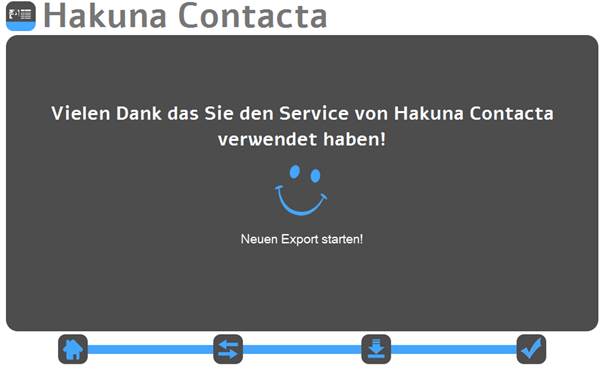 Hakuna Contacta
Vielen Dank das Sie den Service von Hakuna Contacta
verwendet haben!
Neuen Export starten!